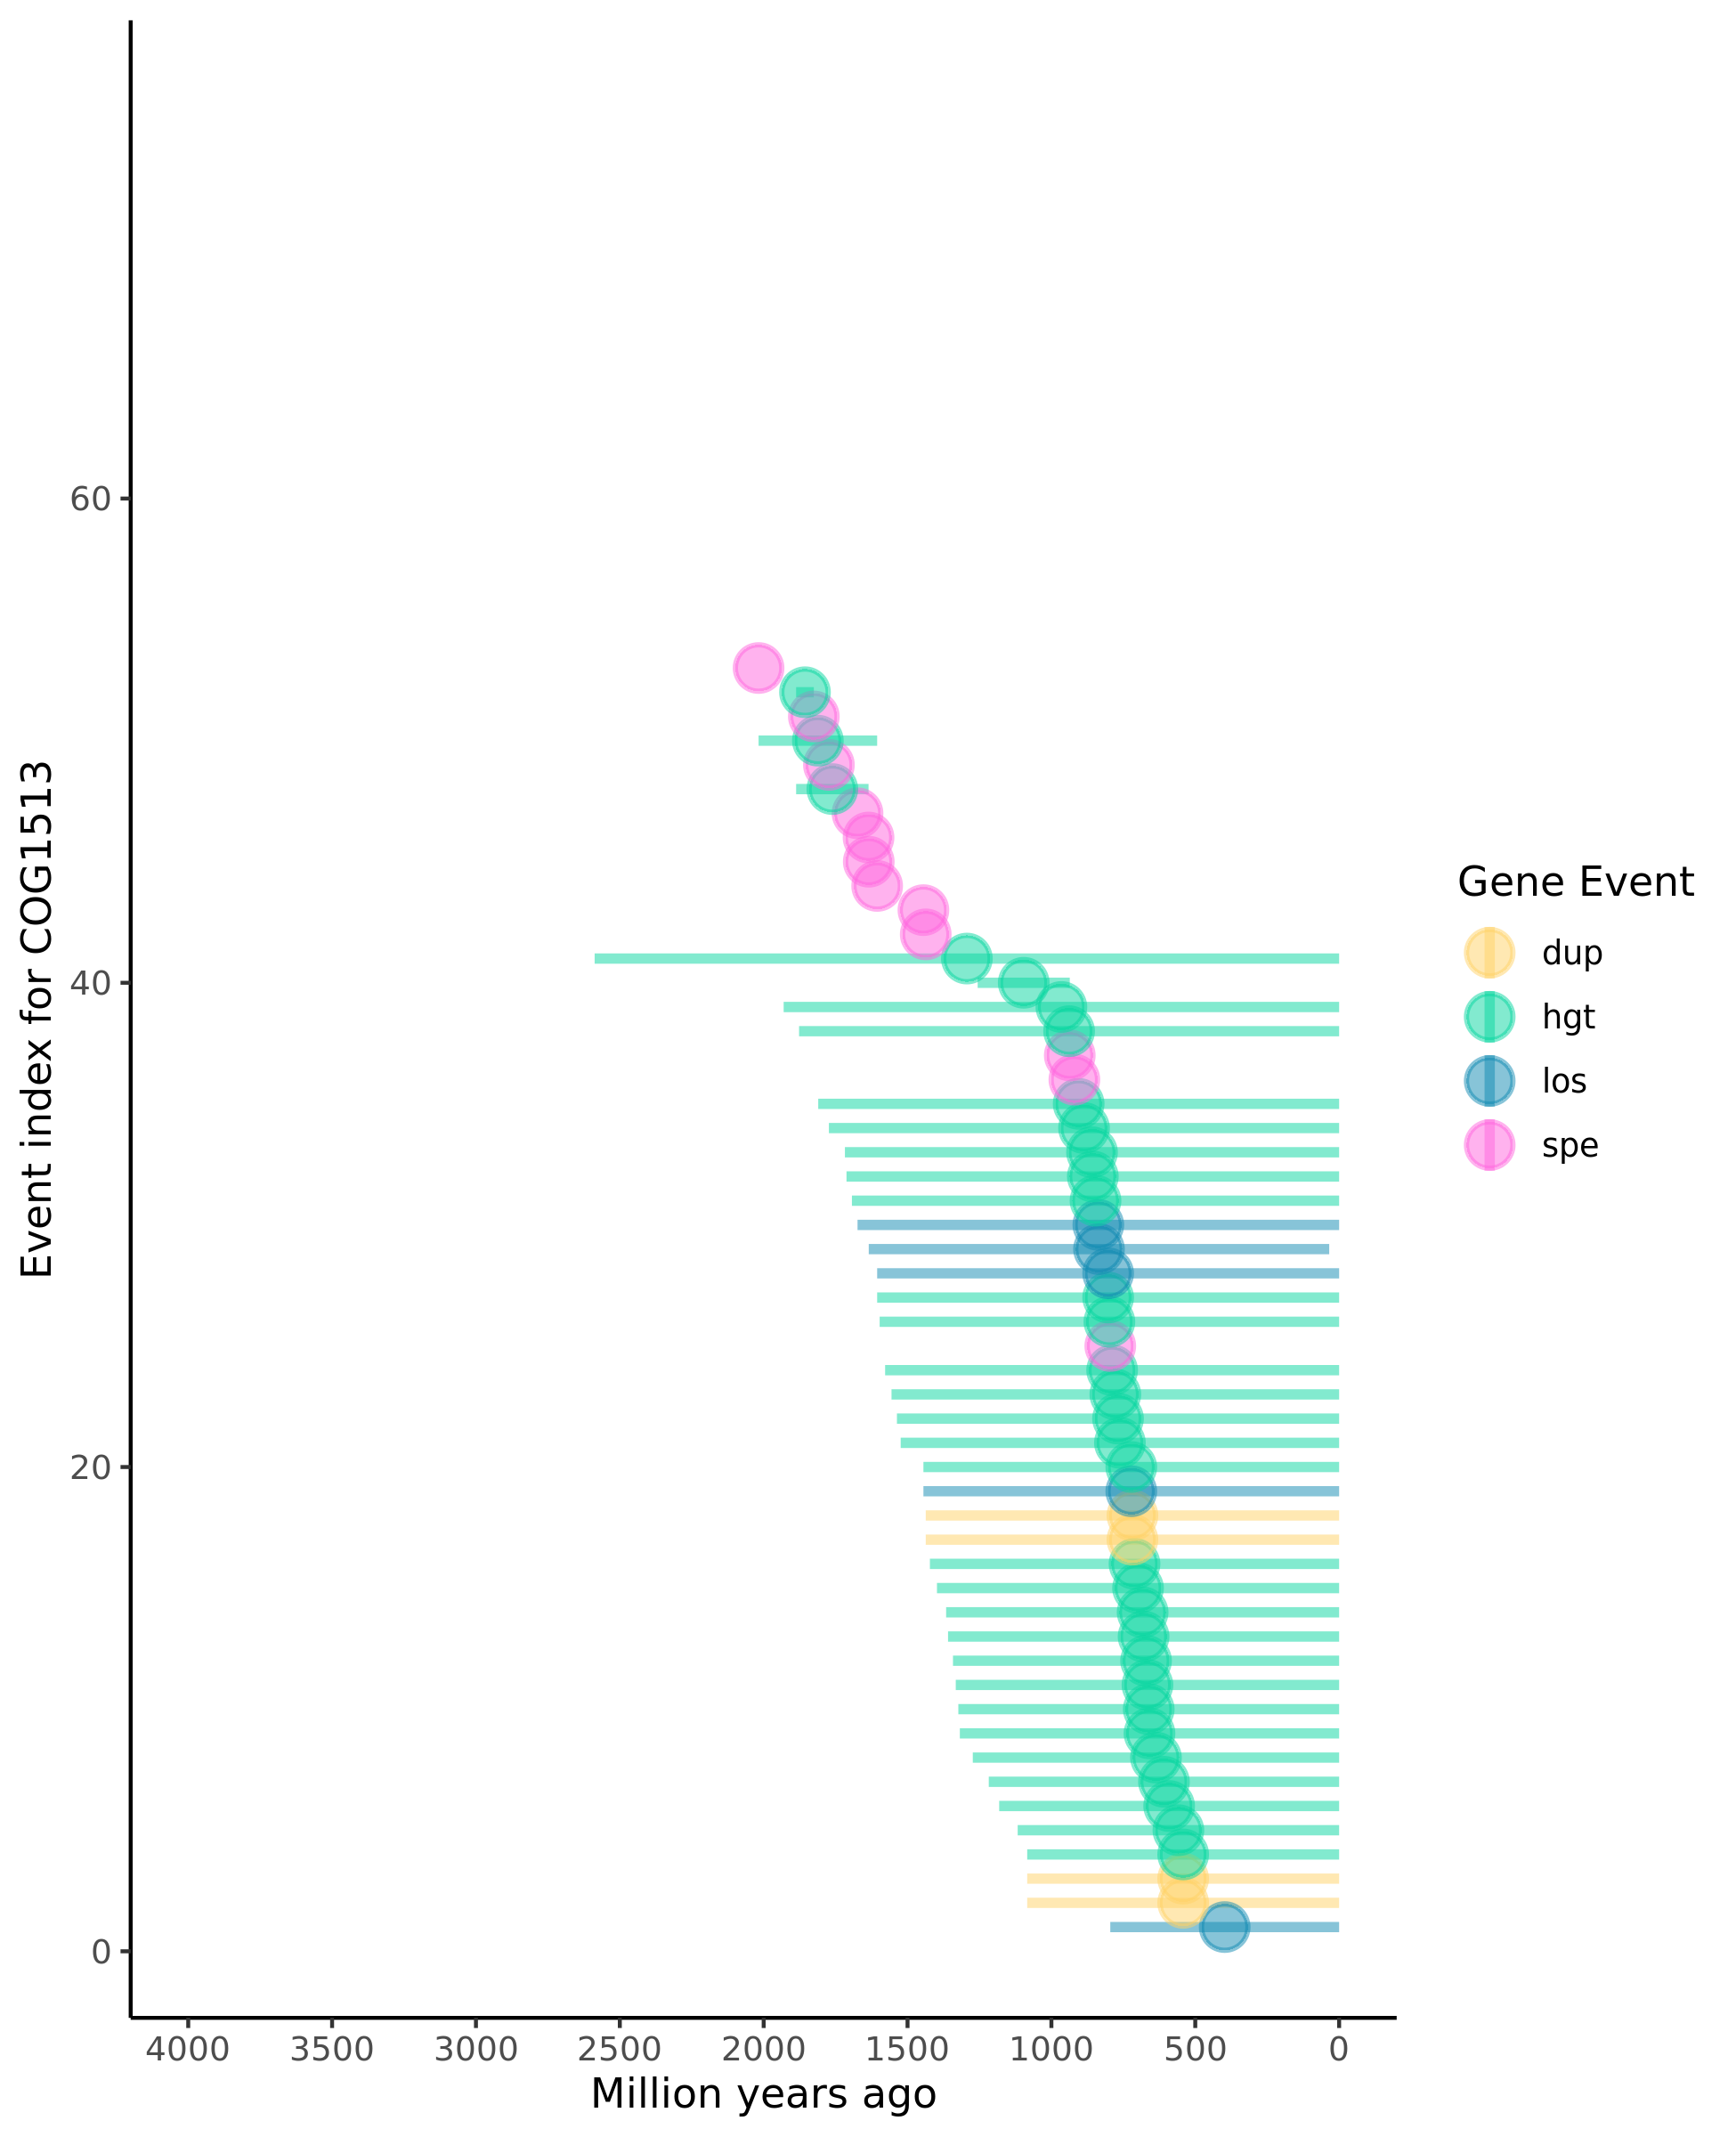 Event index for COG1513
60
40
20
0
4000 3500 3000 2500 2000 1500 1000 500 0
Million years ago
Gene Event
dup
hgt
los
spe